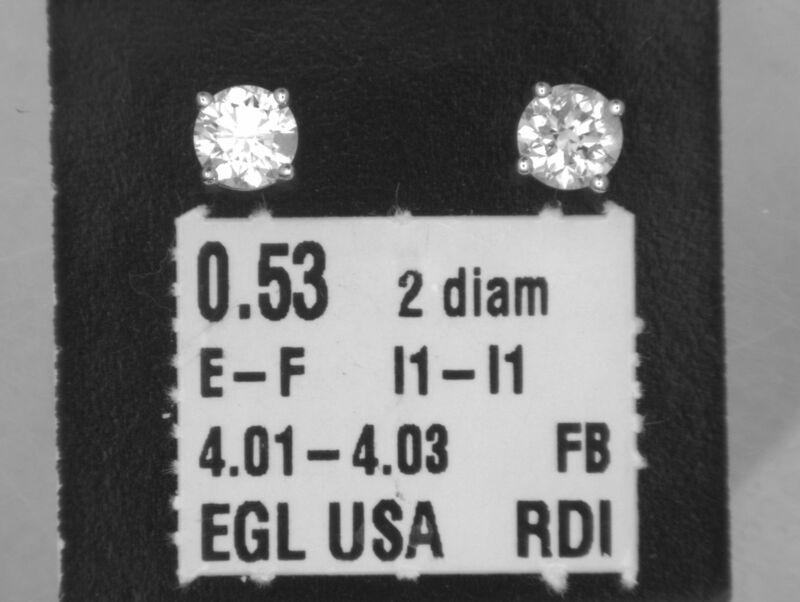 0.53 2 diam
E-F I1-I1
4.01-4.03 FB
EGL USA RDI